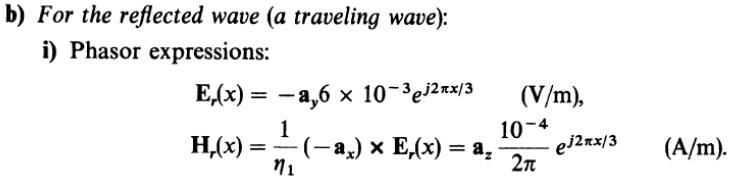 b) For the reflected wave (a traveling wave):
i) Phasor expressions:
E_r(x) = −a_y6 × 10^{−3}e^{j2πx/3} (V/m),
H_r(x) = \frac{1}{η_1} (−a_x) × E_r(x) = a_z \frac{10^{−4}}{2π} e^{j2πx/3} (A/m).